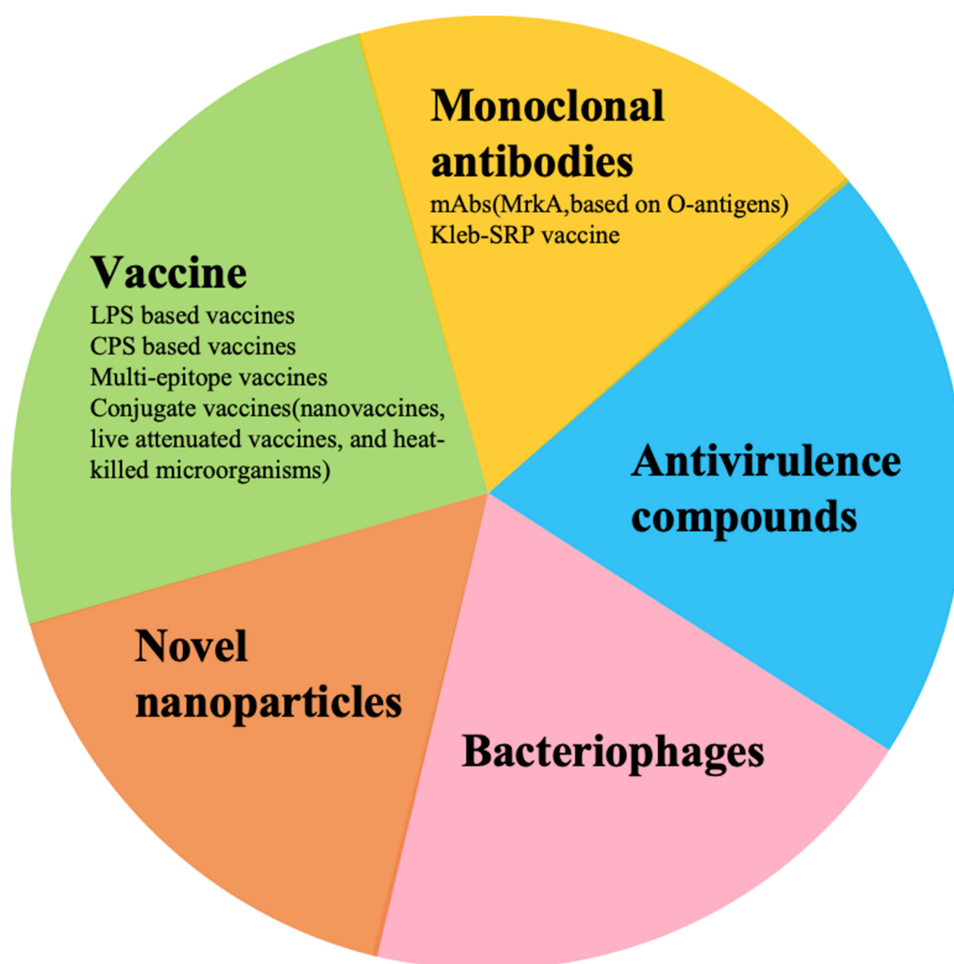 Monoclonal
antibodies
mAbs(MrkA,based on O-antigens)
Kleb-SRP vaccine
Vaccine
LPS based vaccines
CPS based vaccines
Multi-epitope vaccines
Conjugate vaccines(nanovaccines,
live attenuated vaccines, and heat-
killed microorganisms)
Antivirulence
compounds
Novel
nanoparticles
Bacteriophages